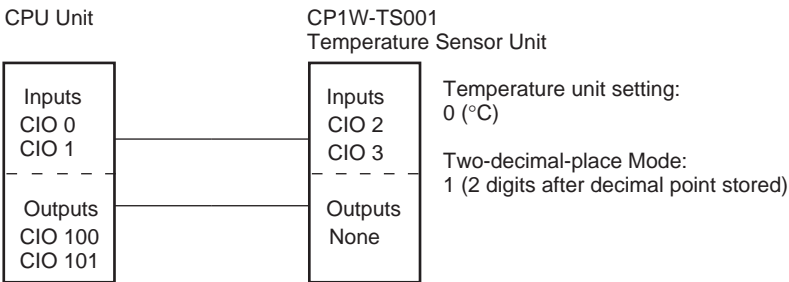 CPU Unit
CP1W-TS001
Temperature Sensor Unit
Inputs
CIO 0
CIO 1
Outputs
CIO 100
CIO 101
Inputs
CIO 2
CIO 3
Outputs
None
Temperature unit setting:
0 (°C)
Two-decimal-place Mode:
1 (2 digits after decimal point stored)